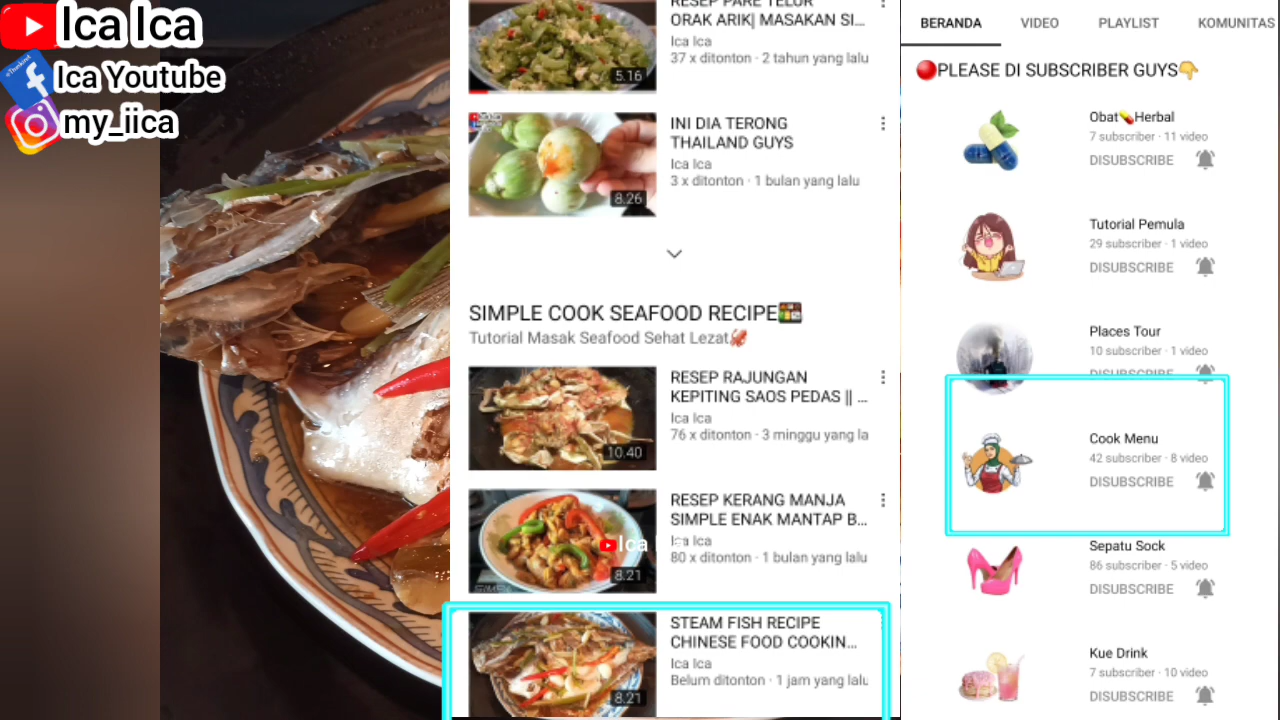 Ica Ica
Ica Youtube
my_iica
RESEP PARE TELUR
ORAK ARIK| MASAKAN SI...
Ica Ica
37 x ditonton · 2 tahun yang lalu
5.16
INI DIA TERONG
THAILAND GUYS
Ica Ica
3 x ditonton · 1 bulan yang lalu
8.26
SIMPLE COOK SEAFOOD RECIPE🍱
Tutorial Masak Seafood Sehat Lezat🦐
RESEP RAJUNGAN
KEPITING SAOS PEDAS || ...
Ica Ica
76 x ditonton · 3 minggu yang la
10.40
RESEP KERANG MANJA
SIMPLE ENAK MANTAP B...
Ica Ica
80 x ditonton · 1 bulan yang lalu
8.21
STEAM FISH RECIPE
CHINESE FOOD COOKIN...
Ica Ica
Belum ditonton · 1 jam yang lalu
8.21
BERANDA VIDEO PLAYLIST KOMUNITAS
🔴PLEASE DI SUBSCRIBER GUYS👇
Obat💊Herbal
7 subscriber · 11 video
DISUBSCRIBE
Tutorial Pemula
29 subscriber · 1 video
DISUBSCRIBE
Places Tour
10 subscriber · 1 video
DISUBSCRIBE
Cook Menu
42 subscriber · 8 video
DISUBSCRIBE
Sepatu Sock
86 subscriber · 5 video
DISUBSCRIBE
Kue Drink
7 subscriber · 10 video
DISUBSCRIBE